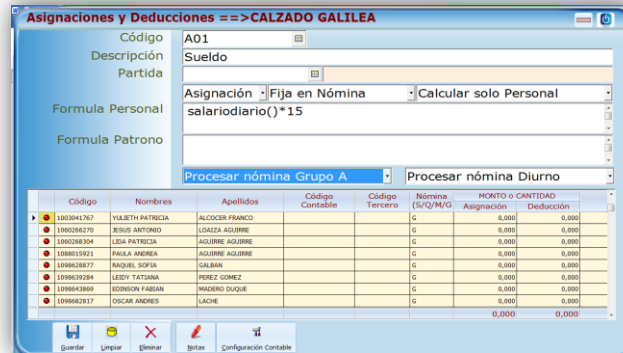 Asignaciones y Deducciones ==>CALZADO GALILEA
Código A01
Descripción Sueldo
Partida
Asignación Fija en Nómina Calcular solo Personal
Formula Personal salariodiario()*15
Formula Patrono
Procesar nómina Grupo A Procesar nómina Diurno
Código Nombres Apellidos Código Contable Código Tercero Nómina (S/Q/M/G MONTO o CANTIDAD
Asignación Deducción
1003041767 YULIETH PATRICIA ALCOCER FRANCO G 0,000 0,000
1060266270 JESUS ANTONIO LOAIZA AGUIRRE G 0,000 0,000
1060268304 LIDA PATRICIA AGUIRRE AGUIRRE G 0,000 0,000
1088015921 PAULA ANDREA AGUIRRE AGUIRRE G 0,000 0,000
1098628877 RAQUEL SOFIA GALBAN G 0,000 0,000
1098639284 LEIDY TATIANA PEREZ GOMEZ G 0,000 0,000
1098643869 EDINSON FABIAN MADERO DUQUE G 0,000 0,000
1098682817 OSCAR ANDRES LACHE G 0,000 0,000
0,000 0,000
Guardar Limpiar Eliminar Notas Configuración Contable